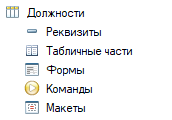 Должности
Реквизиты
Табличные части
Формы
Команды
Макеты